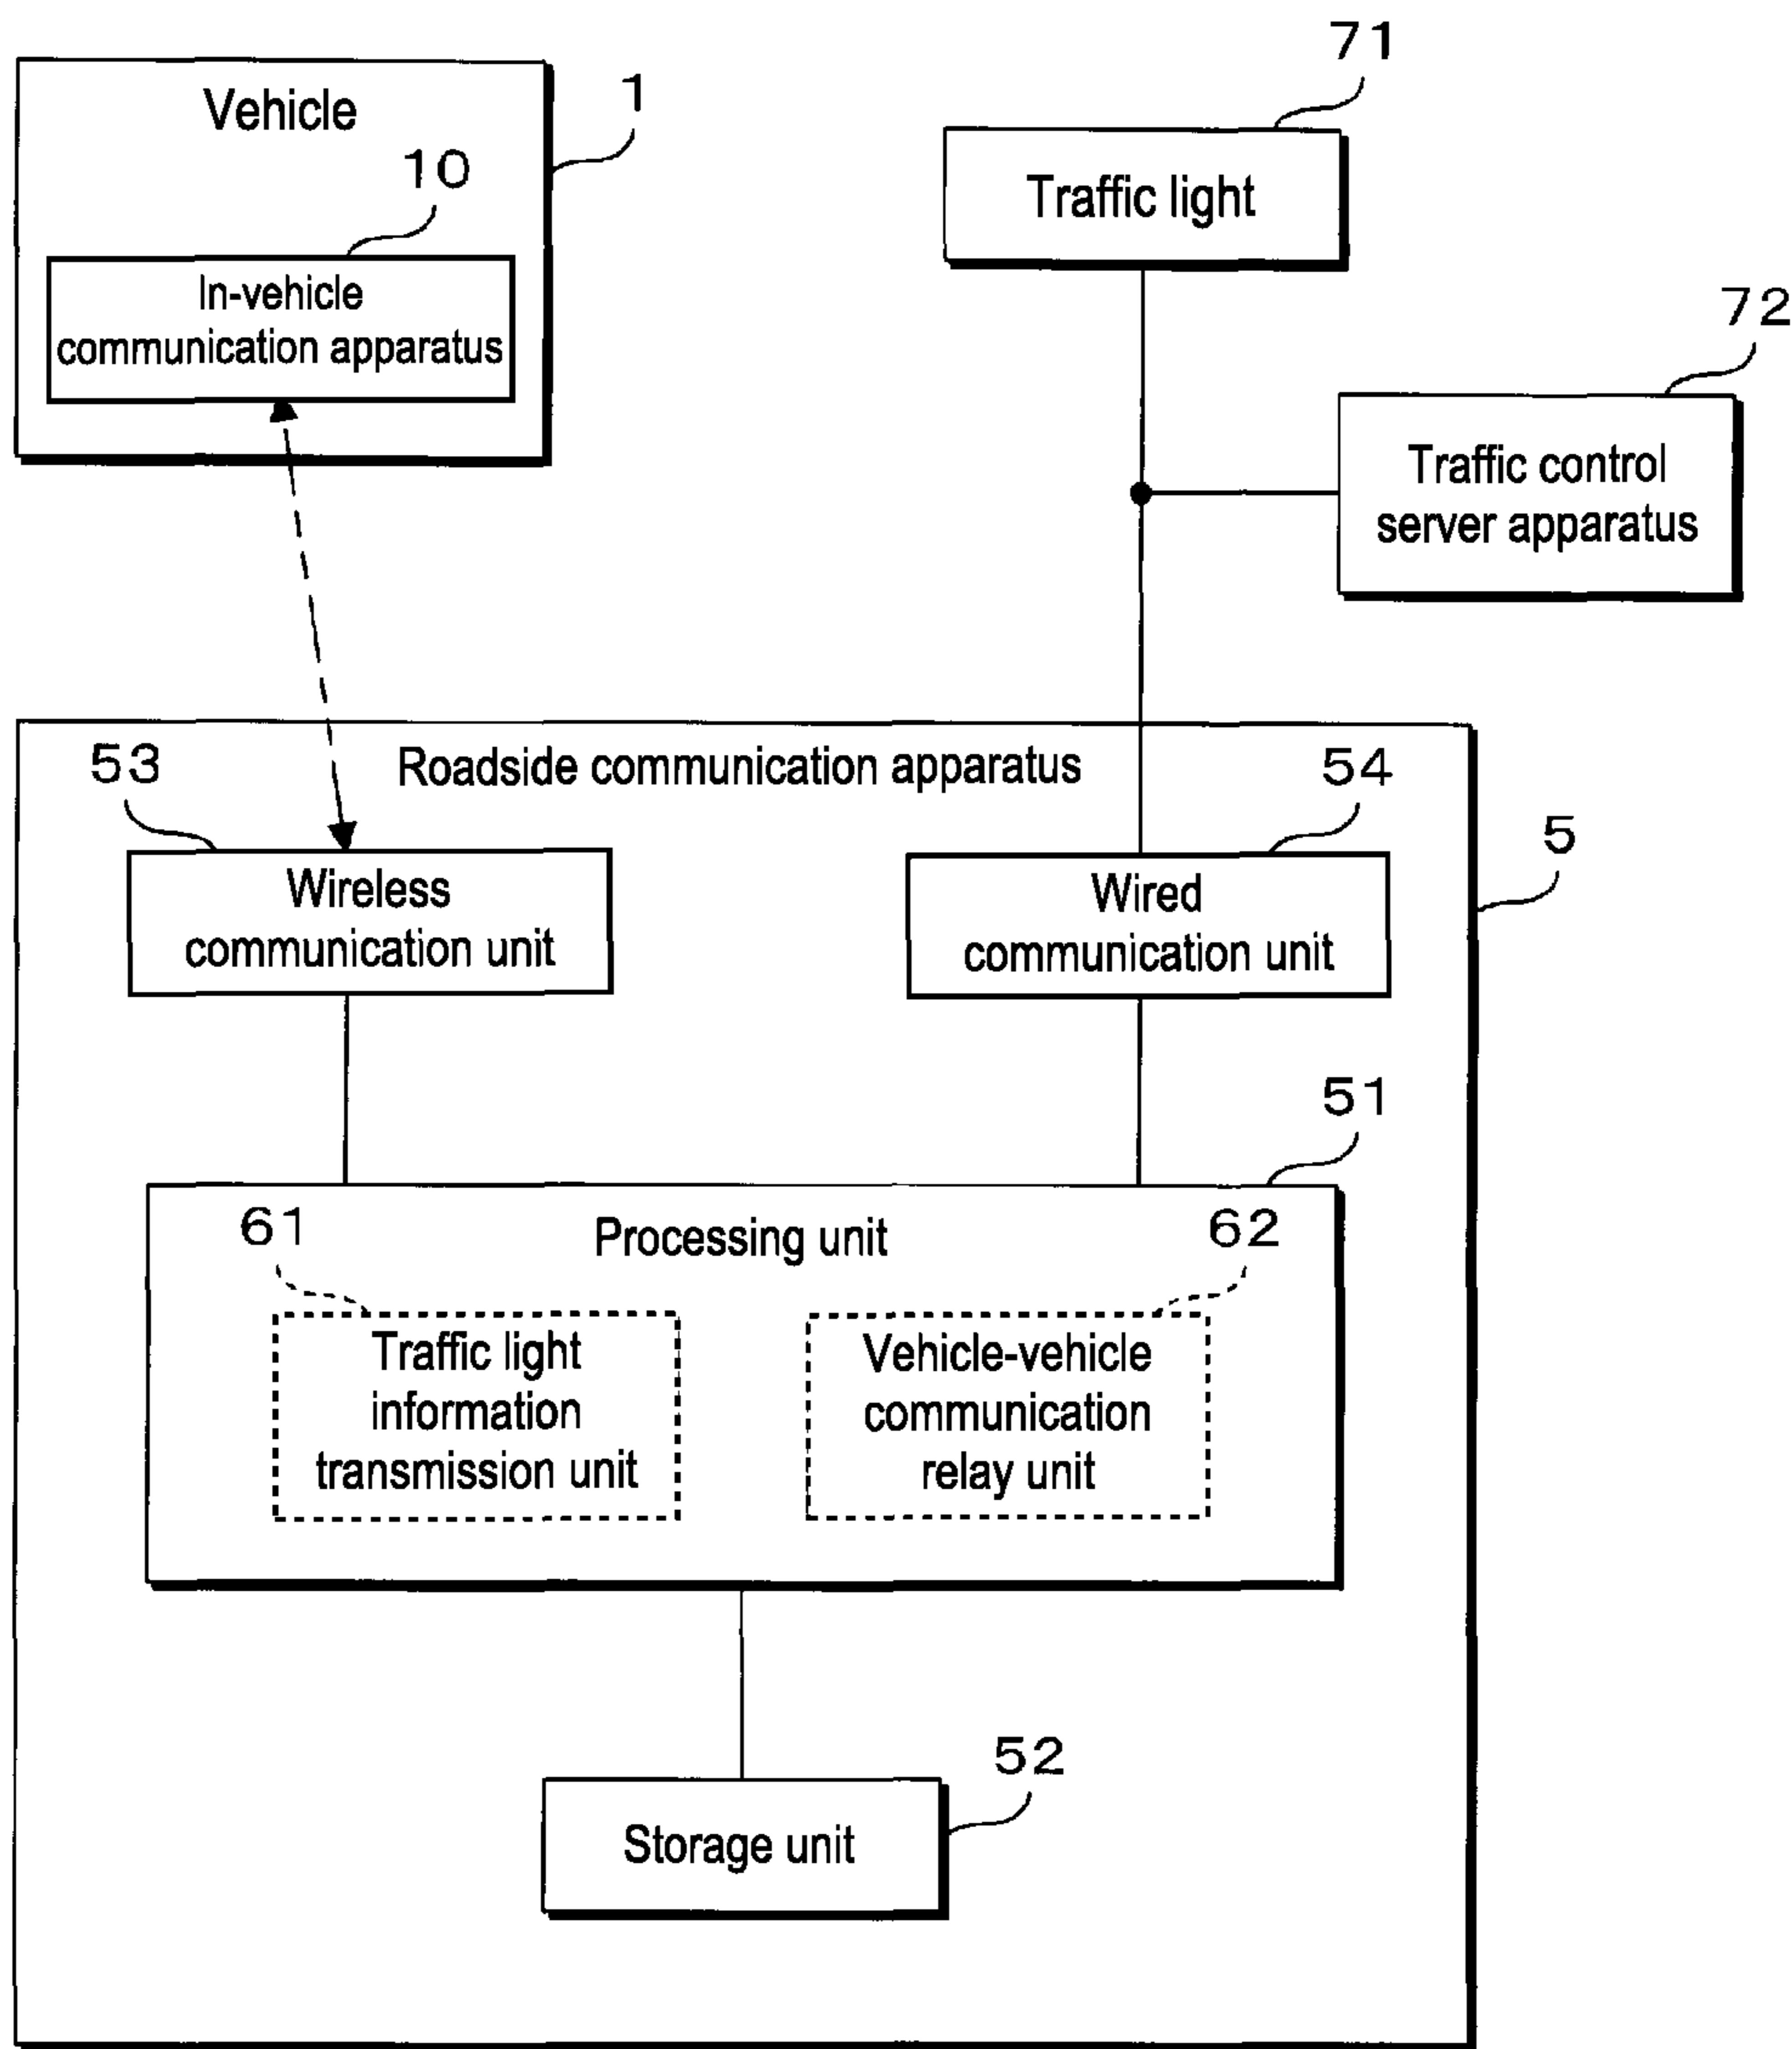 71
Vehicle
1
10
Traffic light
In-vehicle
communication apparatus
72
Traffic control
server apparatus
53
Roadside communication apparatus
54
5
Wireless
communication unit
Wired
communication unit
51
61
Processing unit
62
Traffic light
information
transmission unit
Vehicle-vehicle
communication
relay unit
52
Storage unit